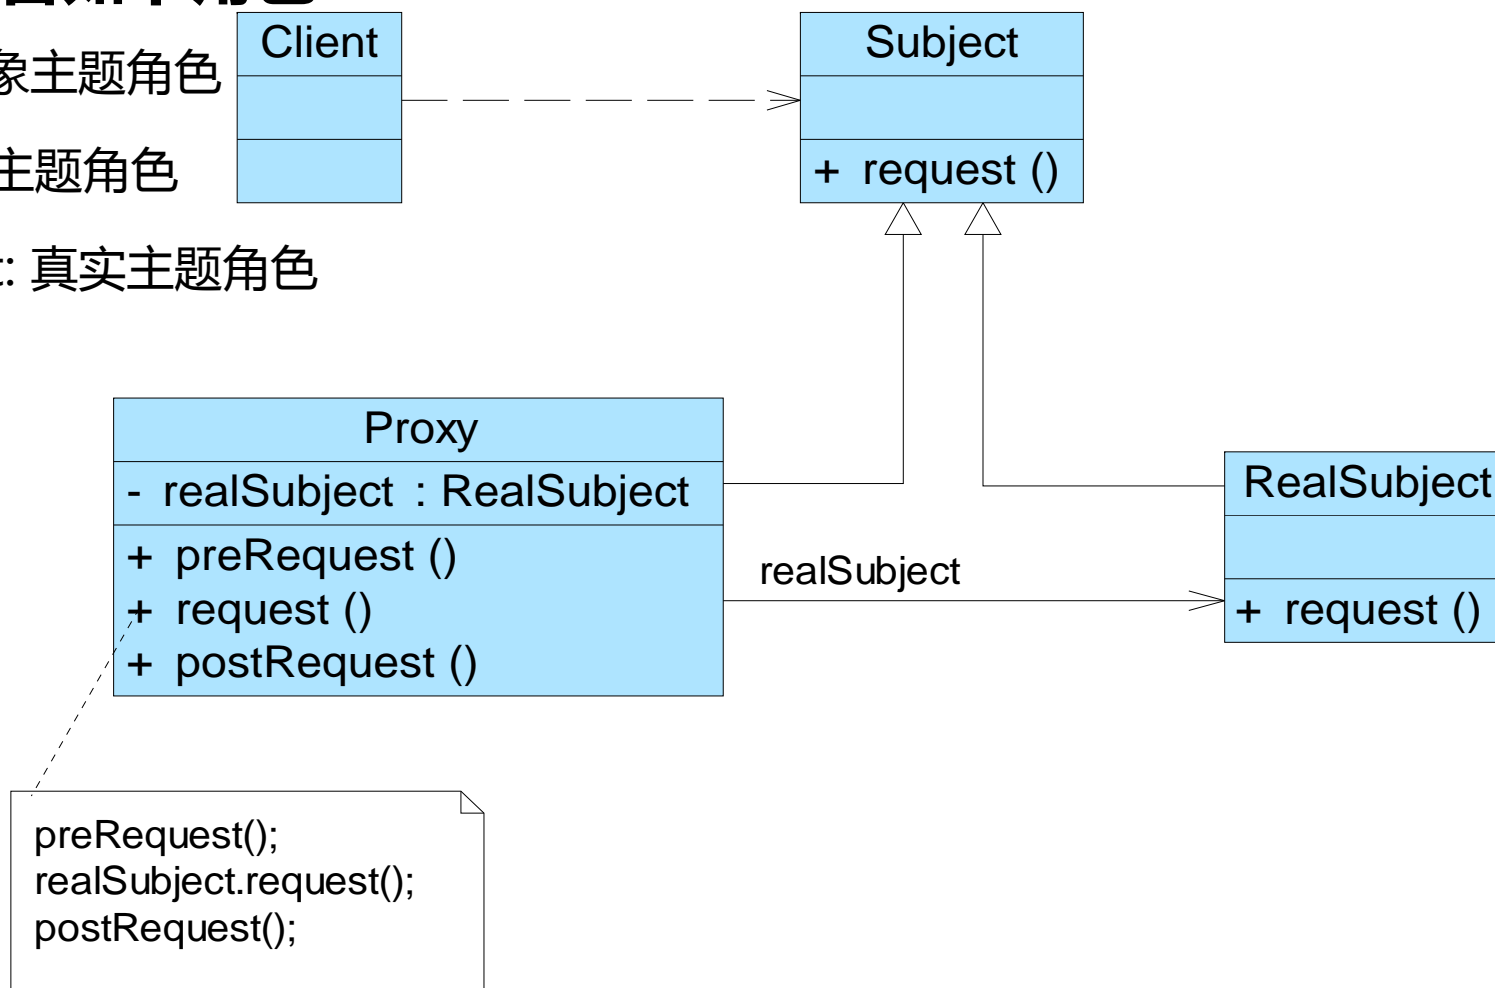 Client
Subject
象主题角色
+ request ()
主题角色
t: 真实主题角色
Proxy
- realSubject : RealSubject
+ preRequest ()
+ request ()
+ postRequest ()
realSubject
RealSubject
+ request ()
preRequest();
realSubject.request();
postRequest();